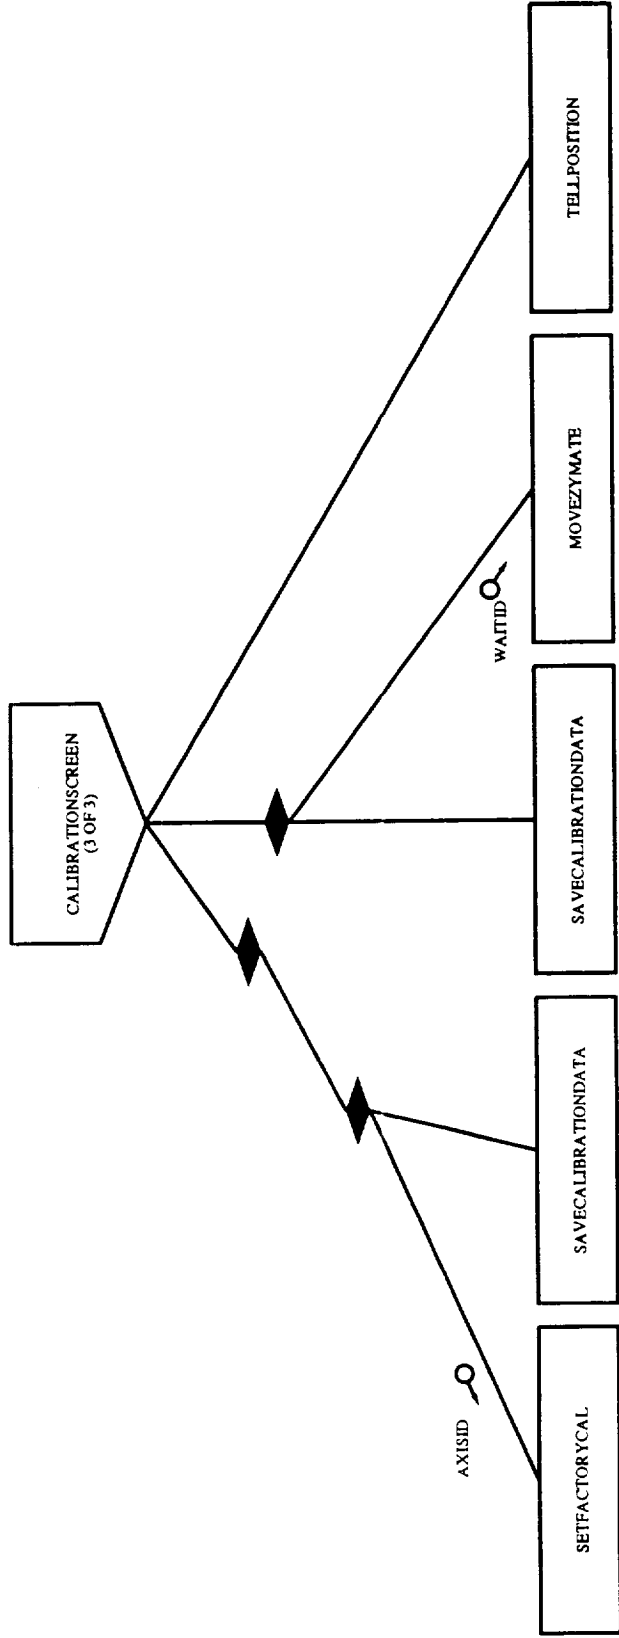 CALIBRATIONSCREEN
(3 OF 3)
AXISID
WAITID
SETFACTORYCAL
SAVECALIBRATIONDATA
SAVECALIBRATIONDATA
MOVEZYMATE
TELLPOSITION